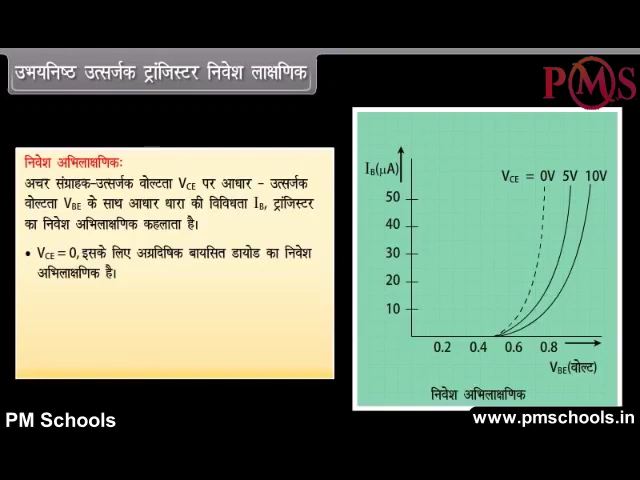 उभयनिष्ठ उत्सर्जक ट्रांजिस्टर निवेश लाक्षणिक
PMS
निवेश अभिलाक्षणिकः
अचर संग्राहक-उत्सर्जक वोल्टता VCE पर आधार - उत्सर्जक
वोल्टता VBE के साथ आधार धारा की विविधता IB, ट्रांजिस्टर
का निवेश अभिलाक्षणिक कहलाता है।
• VCE = 0, इसके लिए अग्रदिषिक बायसित डायोड का निवेश
अभिलाक्षणिक है।
IB(μA)
VCE = 0V 5V 10V
50
40
30
20
10
0.2 0.4 0.6 0.8
VBE(वोल्ट)
निवेश अभिलाक्षणिक
PM Schools
www.pmschools.in